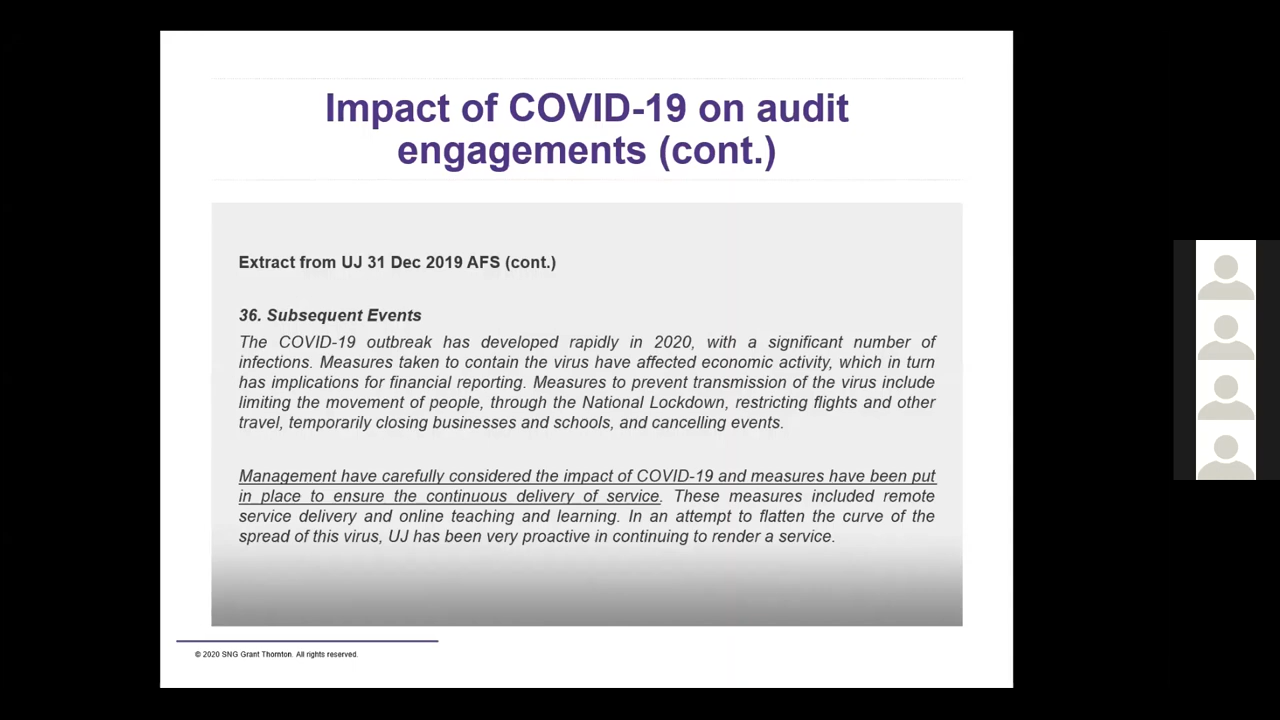 Impact of COVID-19 on audit
engagements (cont.)
Extract from UJ 31 Dec 2019 AFS (cont.)
36. Subsequent Events
The COVID-19 outbreak has developed rapidly in 2020, with a significant number of
infections. Measures taken to contain the virus have affected economic activity, which in turn
has implications for financial reporting. Measures to prevent transmission of the virus include
limiting the movement of people, through the National Lockdown, restricting flights and other
travel, temporarily closing businesses and schools, and cancelling events.
Management have carefully considered the impact of COVID-19 and measures have been put
in place to ensure the continuous delivery of service. These measures included remote
service delivery and online teaching and learning. In an attempt to flatten the curve of the
spread of this virus, UJ has been very proactive in continuing to render a service.
© 2020 SNG Grant Thornton. All rights reserved.